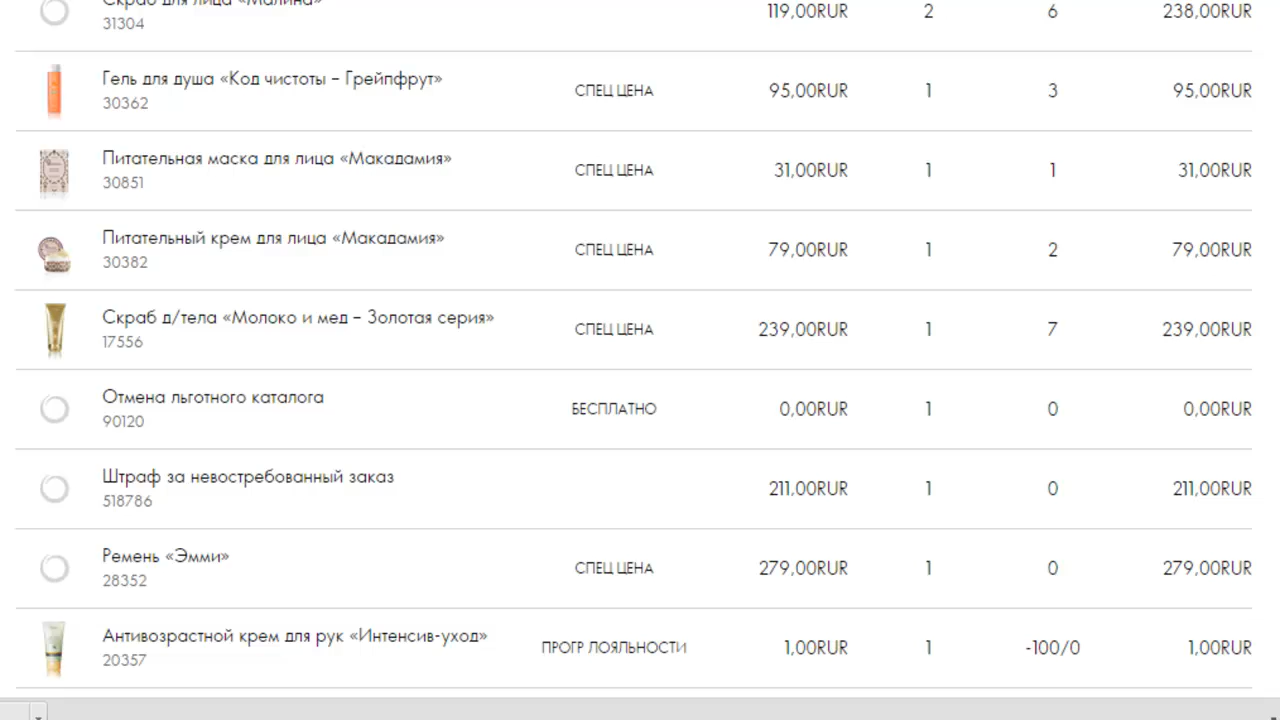 Скраб для лица «Малина»
31304
119,00RUR 2 6 238,00RUR
Гель для душа «Код чистоты – Грейпфрут»
30362
СПЕЦ ЦЕНА 95,00RUR 1 3 95,00RUR
Питательная маска для лица «Макадамия»
30851
СПЕЦ ЦЕНА 31,00RUR 1 1 31,00RUR
Питательный крем для лица «Макадамия»
30382
СПЕЦ ЦЕНА 79,00RUR 1 2 79,00RUR
Скраб д/тела «Молоко и мед – Золотая серия»
17556
СПЕЦ ЦЕНА 239,00RUR 1 7 239,00RUR
Отмена льготного каталога
90120
БЕСПЛАТНО 0,00RUR 1 0 0,00RUR
Штраф за невостребованный заказ
518786
211,00RUR 1 0 211,00RUR
Ремень «Эмми»
28352
СПЕЦ ЦЕНА 279,00RUR 1 0 279,00RUR
Антивозрастной крем для рук «Интенсив-уход»
20357
ПРОГР ЛОЯЛЬНОСТИ 1,00RUR 1 -100/0 1,00RUR